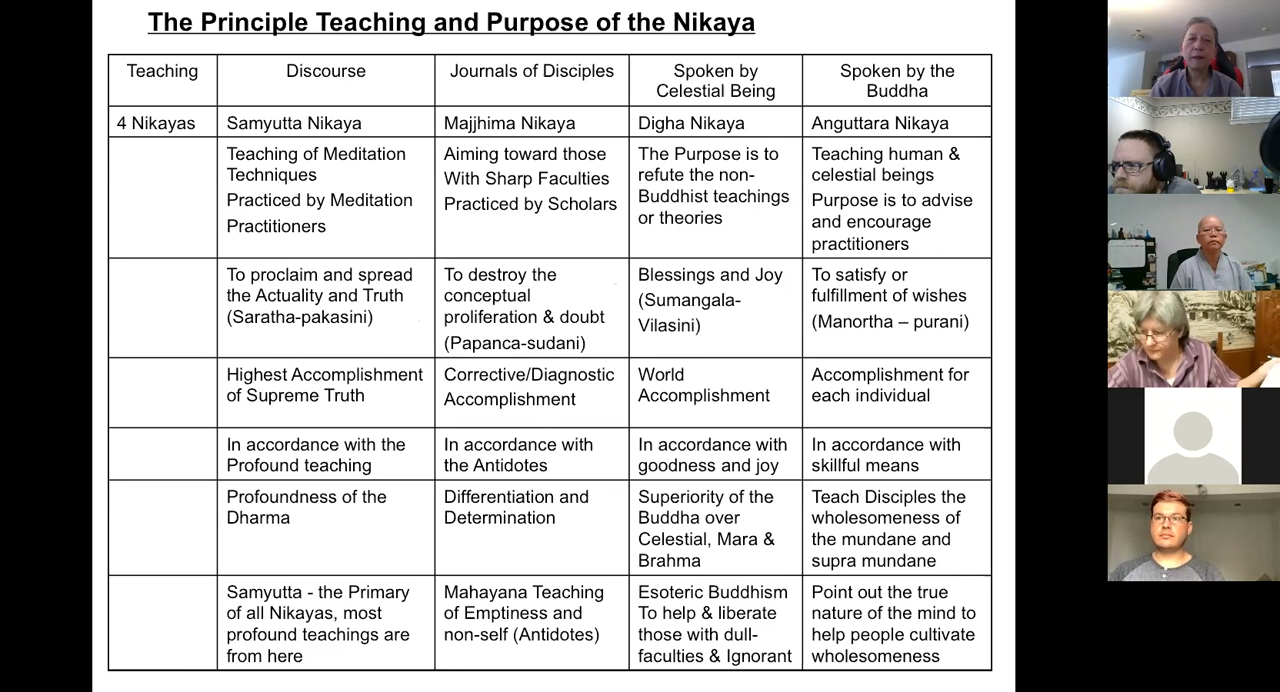 The Principle Teaching and Purpose of the Nikaya
Teaching
Discourse
Journals of Disciples
Spoken by
Celestial Being
Spoken by the
Buddha
4 Nikayas
Samyutta Nikaya
Majjhima Nikaya
Digha Nikaya
Anguttara Nikaya
Teaching of Meditation
Techniques
Practiced by Meditation
Practitioners
Aiming toward those
With Sharp Faculties
Practiced by Scholars
The Purpose is to
refute the non-
Buddhist teachings
or theories
Teaching human &
celestial beings
Purpose is to advise
and encourage
practitioners
To proclaim and spread
the Actuality and Truth
(Saratha-pakasini)
To destroy the
conceptual
proliferation & doubt
(Papanca-sudani)
Blessings and Joy
(Sumangala-
Vilasini)
To satisfy or
fulfillment of wishes
(Manortha – purani)
Highest Accomplishment
of Supreme Truth
Corrective/Diagnostic
Accomplishment
World
Accomplishment
Accomplishment for
each individual
In accordance with the
Profound teaching
In accordance with
the Antidotes
In accordance with
goodness and joy
In accordance with
skillful means
Profoundness of the
Dharma
Differentiation and
Determination
Superiority of the
Buddha over
Celestial, Mara &
Brahma
Teach Disciples the
wholesomeness of
the mundane and
supra mundane
Samyutta - the Primary
of all Nikayas, most
profound teachings are
from here
Mahayana Teaching
of Emptiness and
non-self (Antidotes)
Esoteric Buddhism
To help & liberate
those with dull-
faculties & Ignorant
Point out the true
nature of the mind to
help people cultivate
wholesomeness